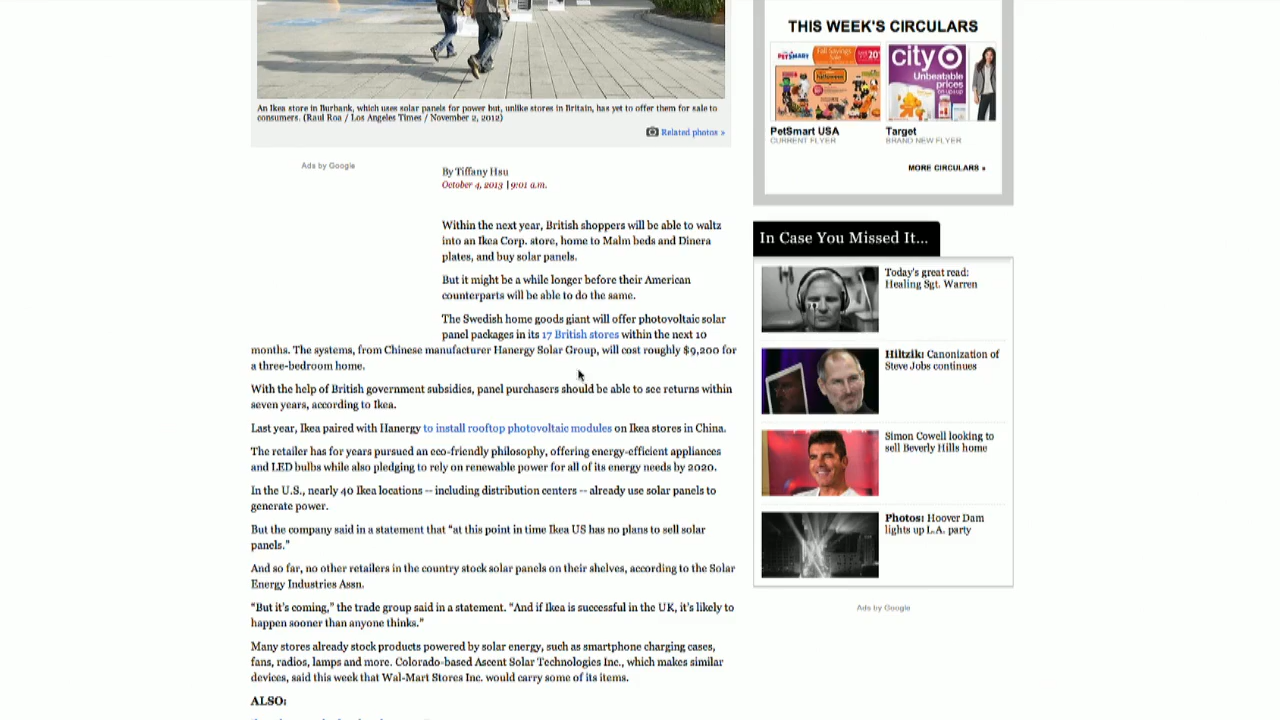 An Ikea store in Burbank, which uses solar panels for power but, unlike stores in Britain, has yet to offer them for sale to
consumers. (Raul Roa / Los Angeles Times / November 2, 2012)
Related photos »
Ads by Google
By Tiffany Hsu
October 4, 2013 | 9:01 a.m.
Within the next year, British shoppers will be able to waltz
into an Ikea Corp. store, home to Malm beds and Dinera
plates, and buy solar panels.
But it might be a while longer before their American
counterparts will be able to do the same.
The Swedish home goods giant will offer photovoltaic solar
panel packages in its 17 British stores within the next 10
months. The systems, from Chinese manufacturer Hanergy Solar Group, will cost roughly $9,200 for
a three-bedroom home.
With the help of British government subsidies, panel purchasers should be able to see returns within
seven years, according to Ikea.
Last year, Ikea paired with Hanergy to install rooftop photovoltaic modules on Ikea stores in China.
The retailer has for years pursued an eco-friendly philosophy, offering energy-efficient appliances
and LED bulbs while also pledging to rely on renewable power for all of its energy needs by 2020.
In the U.S., nearly 40 Ikea locations -- including distribution centers -- already use solar panels to
generate power.
But the company said in a statement that "at this point in time Ikea US has no plans to sell solar
panels."
And so far, no other retailers in the country stock solar panels on their shelves, according to the Solar
Energy Industries Assn.
"But it's coming," the trade group said in a statement. "And if Ikea is successful in the UK, it's likely to
happen sooner than anyone thinks."
Many stores already stock products powered by solar energy, such as smartphone charging cases,
fans, radios, lamps and more. Colorado-based Ascent Solar Technologies Inc., which makes similar
devices, said this week that Wal-Mart Stores Inc. would carry some of its items.
ALSO:
THIS WEEK'S CIRCULARS
PETSMART
Fall Savings
Sale
city
Unbeatable
prices
PetSmart USA
CURRENT FLYER
Target
BRAND NEW FLYER
MORE CIRCULARS »
In Case You Missed It...
Today's great read:
Healing Sgt. Warren
Hiltzik: Canonization of
Steve Jobs continues
Simon Cowell looking to
sell Beverly Hills home
Photos: Hoover Dam
lights up L.A. party
Ads by Google